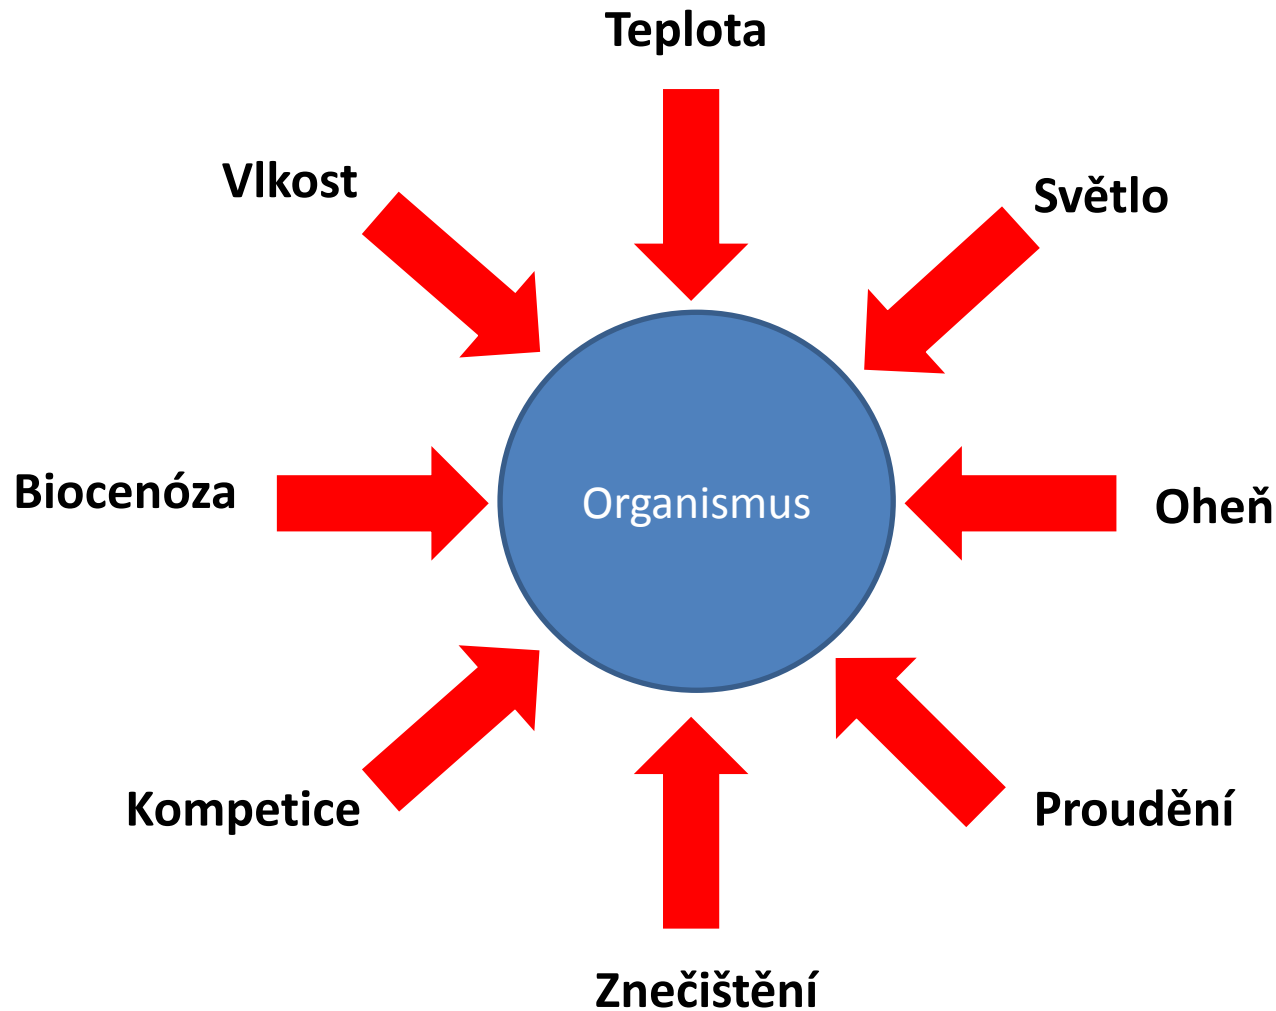 Teplota
Vlkost
Světlo
Biocenóza
Organismus
Oheň
Kompetice
Proudění
Znečištění